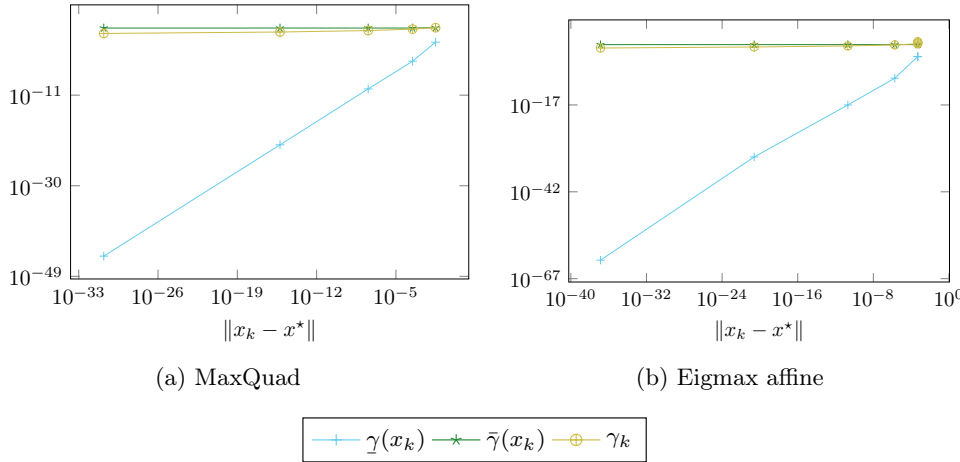 10⁻¹¹
10⁻³⁰
10⁻⁴⁹
10⁻³³ 10⁻²⁶ 10⁻¹⁹ 10⁻¹² 10⁻⁵
‖x_k − x⋆‖
(a) MaxQuad
10⁻¹⁷
10⁻⁴²
10⁻⁶⁷
10⁻⁴⁰ 10⁻³² 10⁻²⁴ 10⁻¹⁶ 10⁻⁸ 10⁰
‖x_k − x⋆‖
(b) Eigmax affine
γ̲(x_k) γ̄(x_k) γ_k